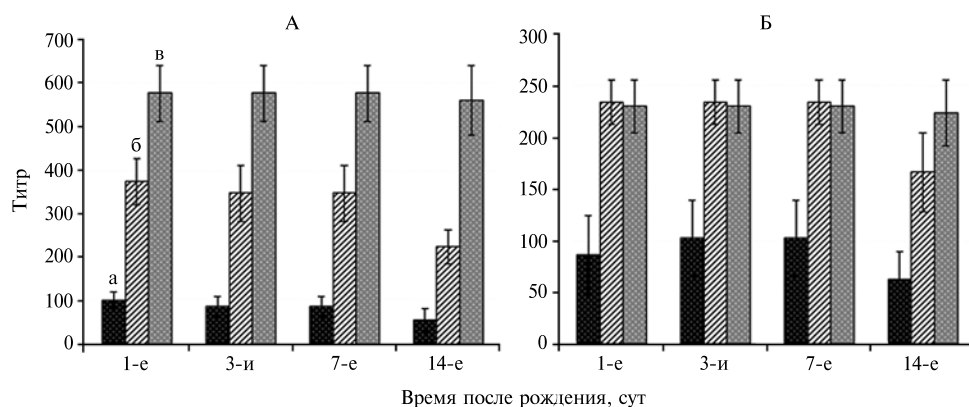 А
Б
Титр
700
600
500
400
300
200
100
0
а
б
в
1-е
3-и
7-е
14-е
300
250
200
150
100
50
0
1-е
3-и
7-е
14-е
Время после рождения, сут